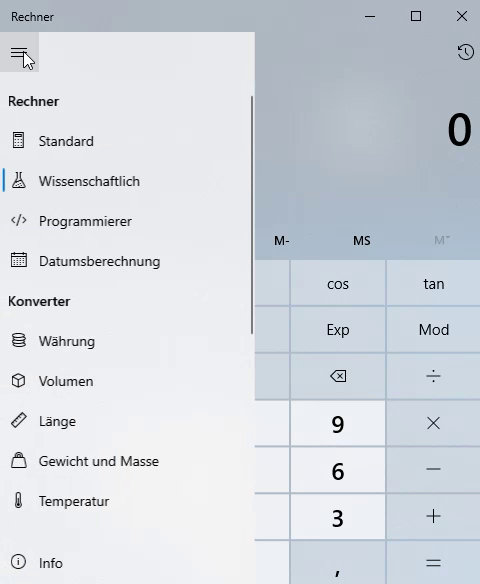 Rechner
0
Rechner
Standard
Wissenschaftlich
Programmierer
Datumsberechnung
Konverter
Währung
Volumen
Länge
Gewicht und Masse
Temperatur
Info
M- MS M˅
cos tan
Exp Mod
÷
9 ×
6 −
3 +
, =